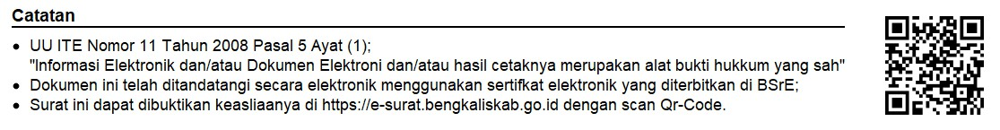 Catatan
• UU ITE Nomor 11 Tahun 2008 Pasal 5 Ayat (1);
"Informasi Elektronik dan/atau Dokumen Elektroni dan/atau hasil cetaknya merupakan alat bukti hukkum yang sah"
• Dokumen ini telah ditandatangi secara elektronik menggunakan sertifkat elektronik yang diterbitkan di BSrE;
• Surat ini dapat dibuktikan keasliaanya di https://e-surat.bengkaliskab.go.id dengan scan Qr-Code.